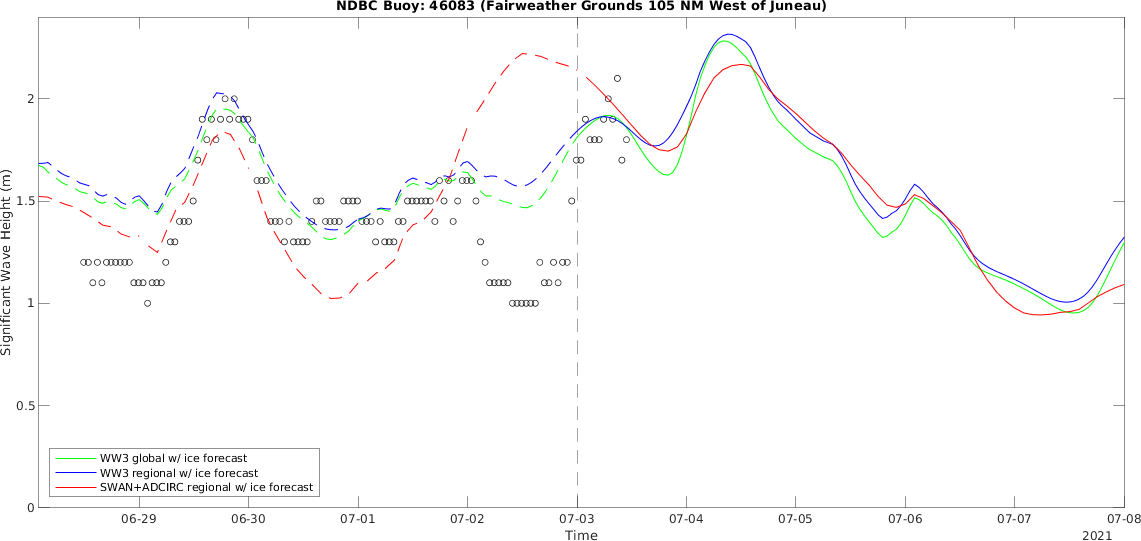 NDBC Buoy: 46083 (Fairweather Grounds 105 NM West of Juneau)
Significant Wave Height (m)
2
1.5
1
0.5
0
WW3 global w/ ice forecast
WW3 regional w/ ice forecast
SWAN+ADCIRC regional w/ ice forecast
06-29 06-30 07-01 07-02 07-03 07-04 07-05 07-06 07-07 07-08
Time
2021